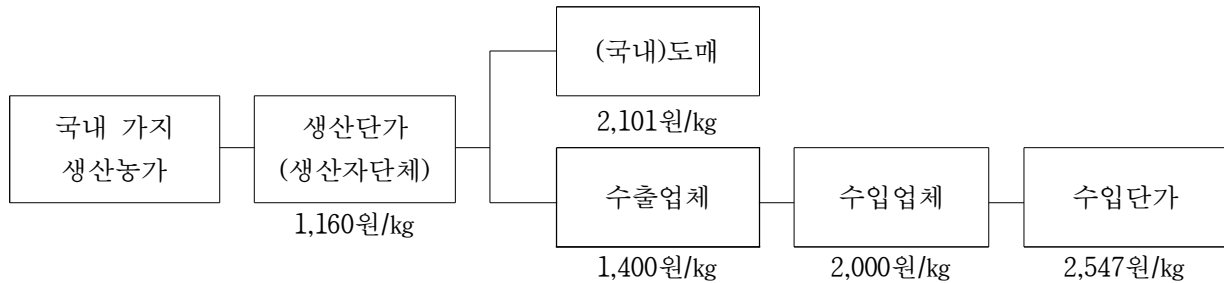 (국내)도매
2,101원/kg
국내 가지
생산농가
생산단가
(생산자단체)
1,160원/kg
수출업체
1,400원/kg
수입업체
2,000원/kg
수입단가
2,547원/kg